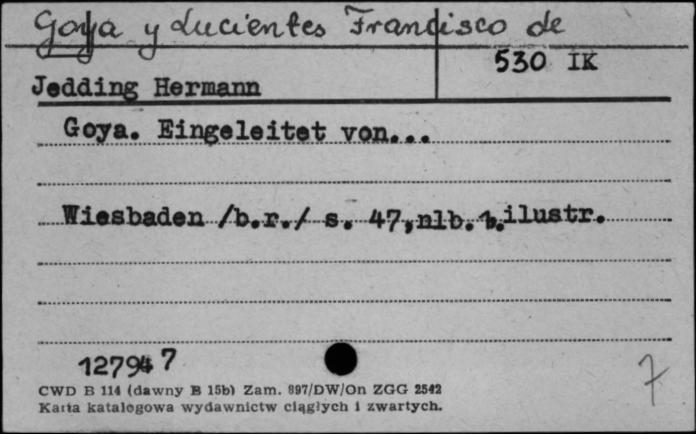 Goya y Lucientes Francisco de
530 IK
Jedding Hermann
Goya. Eingeleitet von...
Wiesbaden /b.r./ s. 47,nlb. 1.ilustr.
12794 7
7
CWD B 114 (dawny B 15b) Zam. 897/DW/On ZGG 2542
Karta katalogowa wydawnictw ciągłych i zwartych.